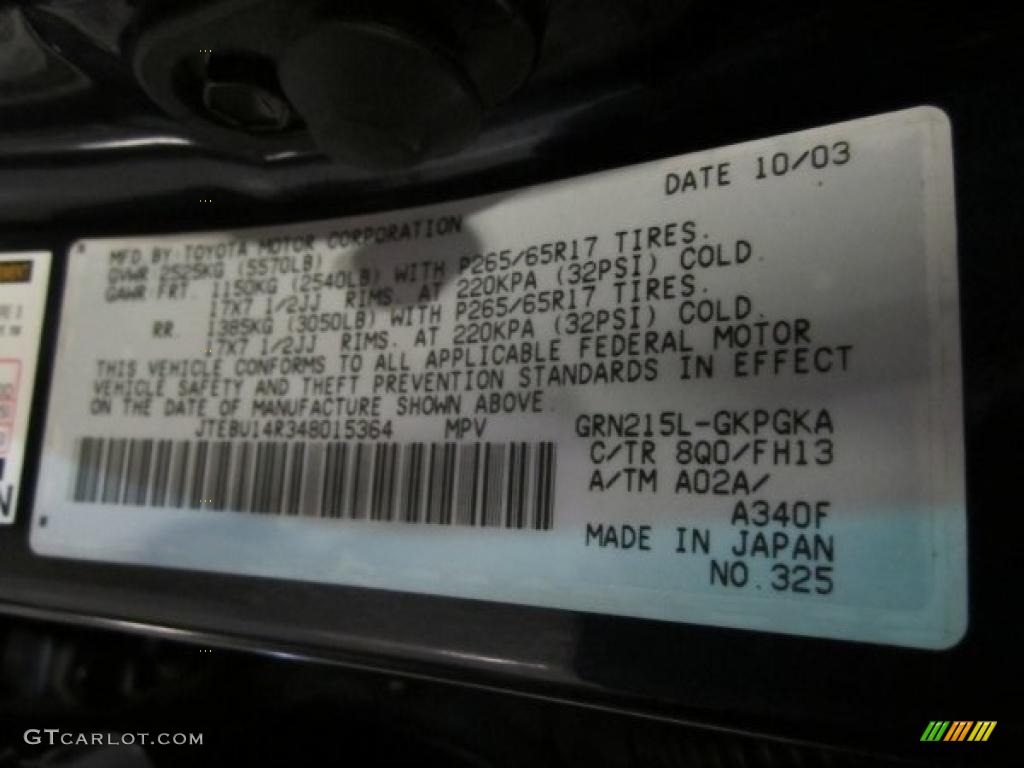 DATE 10/03
MFD. BY: TOYOTA MOTOR CORPORATION
GVWR 2525KG (5570LB)
GAWR FRT. 1150KG (2540LB) WITH P265/65R17 TIRES.
17X7 1/2JJ RIMS. AT 220KPA (32PSI) COLD.
RR. 1385KG (3050LB) WITH P265/65R17 TIRES.
17X7 1/2JJ RIMS. AT 220KPA (32PSI) COLD.
THIS VEHICLE CONFORMS TO ALL APPLICABLE FEDERAL MOTOR
VEHICLE SAFETY AND THEFT PREVENTION STANDARDS IN EFFECT
ON THE DATE OF MANUFACTURE SHOWN ABOVE.
JTEBU14R348015364 MPV
GRN215L-GKPGKA
C/TR 8Q0/FH13
A/TM A02A/
A340F
MADE IN JAPAN
NO. 325
GTCARLOT.COM